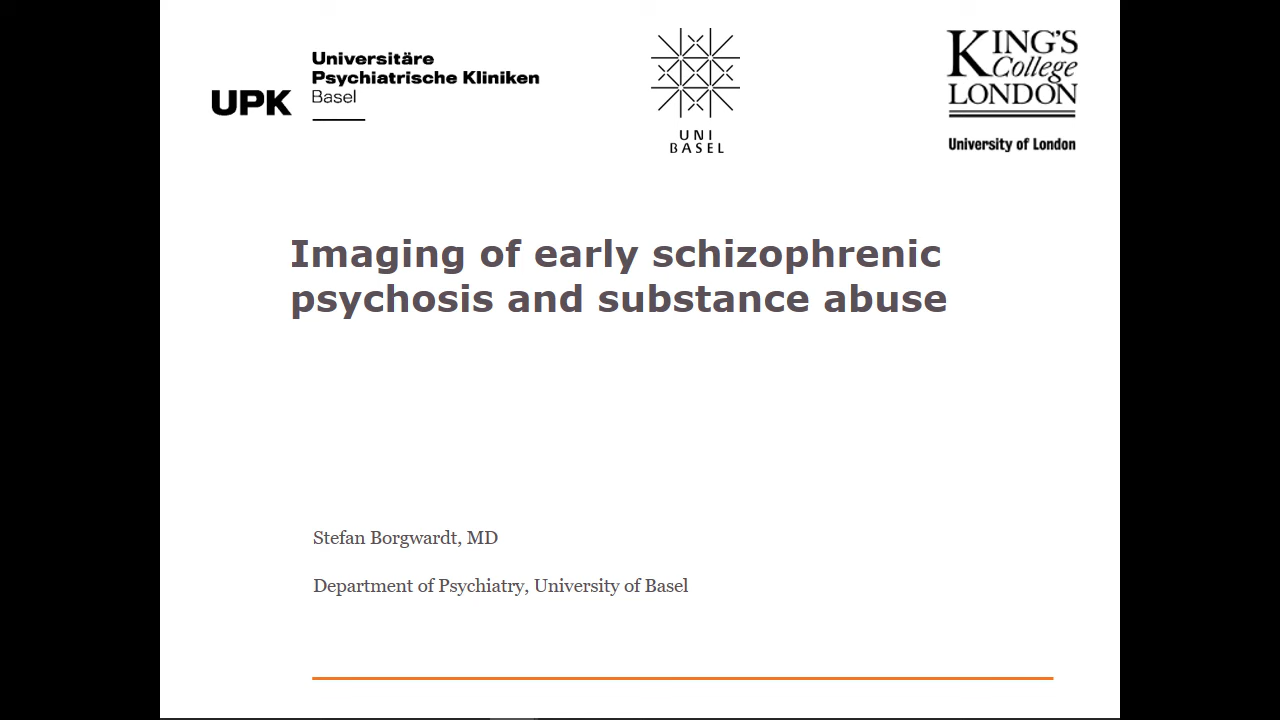 UPK
Universitäre
Psychiatrische Kliniken
Basel
UNI
BASEL
KING'S
College
LONDON
University of London
Imaging of early schizophrenic
psychosis and substance abuse
Stefan Borgwardt, MD
Department of Psychiatry, University of Basel